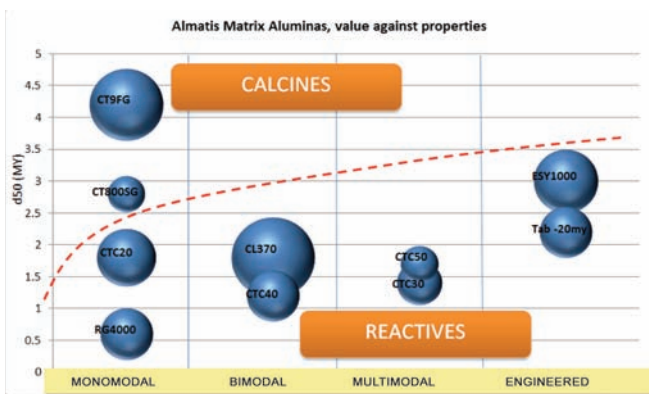 Almatis Matrix Aluminas, value against properties
d50 (MY)
5
4.5
4
3.5
3
2.5
2
1.5
1
0.5
0
CALCINES
CT9FG
CT800SG
CTC20
RG4000
CL370
CTC40
CTC50
CTC30
ESY1000
Tab -20my
REACTIVES
MONOMODAL
BIMODAL
MULTIMODAL
ENGINEERED